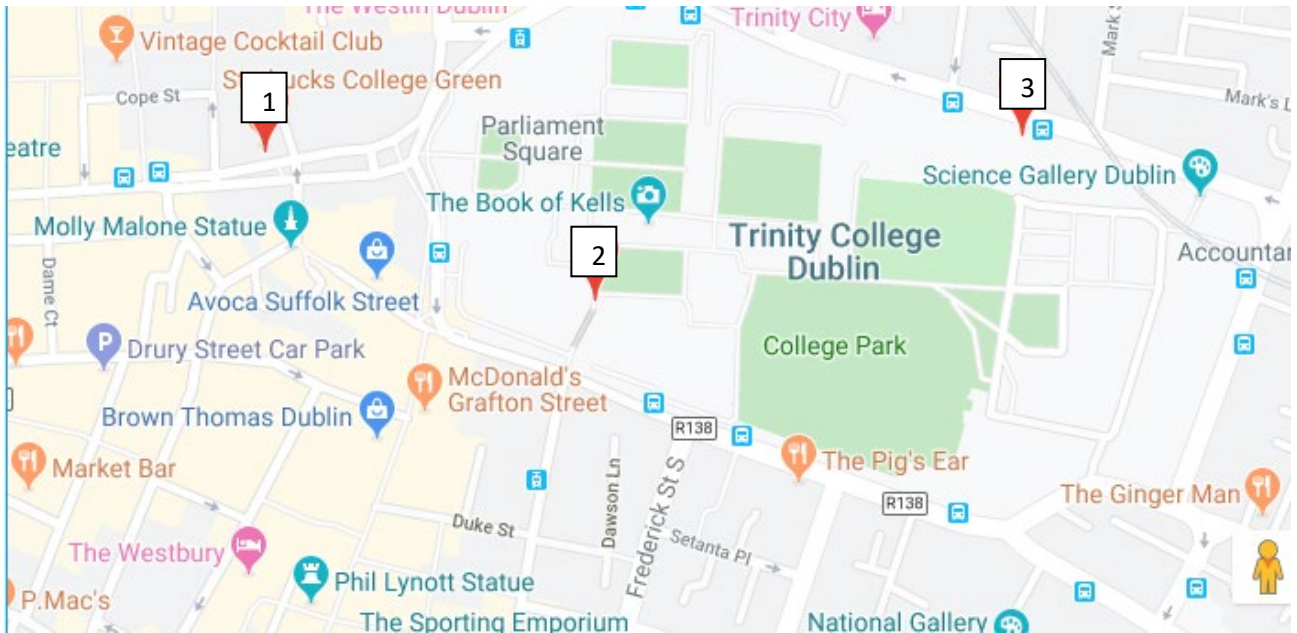 The Westin Dublin
Trinity City
Vintage Cocktail Club
Starbucks College Green
Mark's L
Cope St
1
3
Parliament
Square
eatre
Science Gallery Dublin
The Book of Kells
Molly Malone Statue
Trinity College
Dublin
2
Accountan
Dame Ct
Avoca Suffolk Street
Drury Street Car Park
College Park
McDonald's
Grafton Street
Brown Thomas Dublin
R138
Market Bar
The Pig's Ear
R138
The Ginger Man
Dawson Ln
Frederick St S
Duke St
Setanta Pl
The Westbury
Phil Lynott Statue
P.Mac's
The Sporting Emporium
National Gallery
P